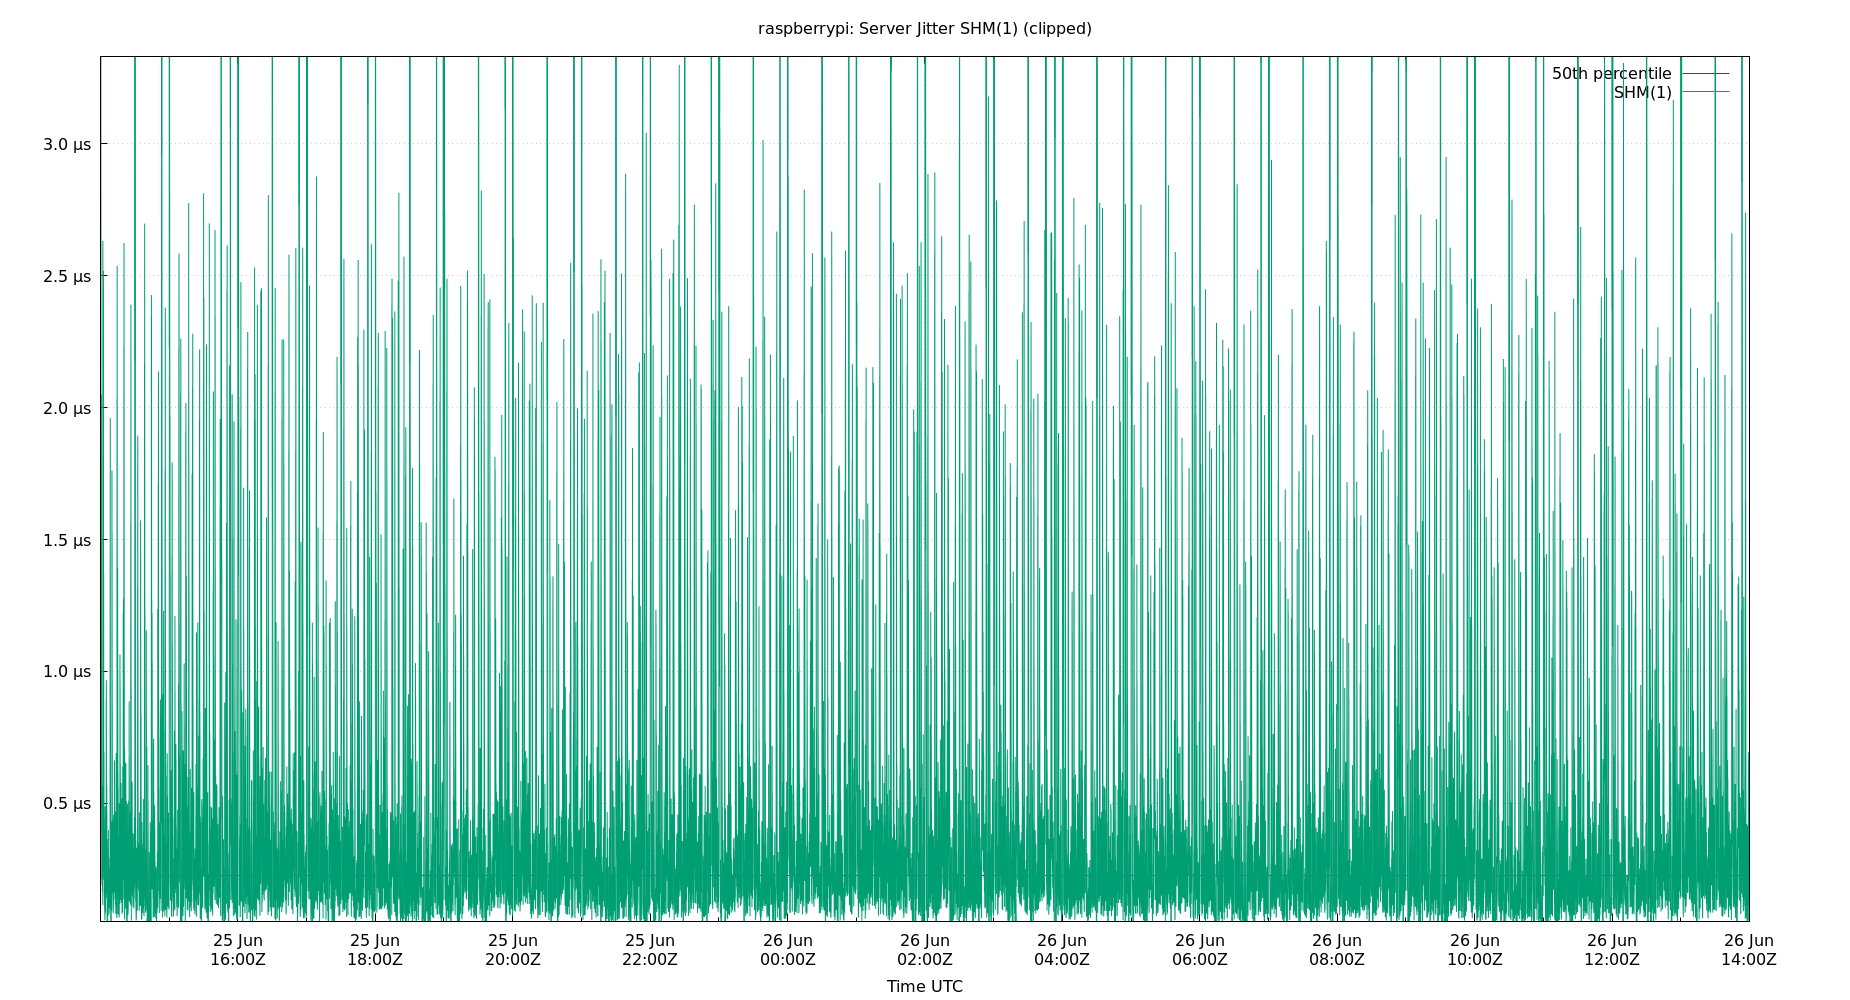 raspberrypi: Server Jitter SHM(1) (clipped)
50th percentile
SHM(1)
3.0 µs
2.5 µs
2.0 µs
1.5 µs
1.0 µs
0.5 µs
25 Jun 25 Jun 25 Jun 25 Jun 26 Jun 26 Jun 26 Jun 26 Jun 26 Jun 26 Jun 26 Jun 26 Jun
16:00Z 18:00Z 20:00Z 22:00Z 00:00Z 02:00Z 04:00Z 06:00Z 08:00Z 10:00Z 12:00Z 14:00Z
Time UTC